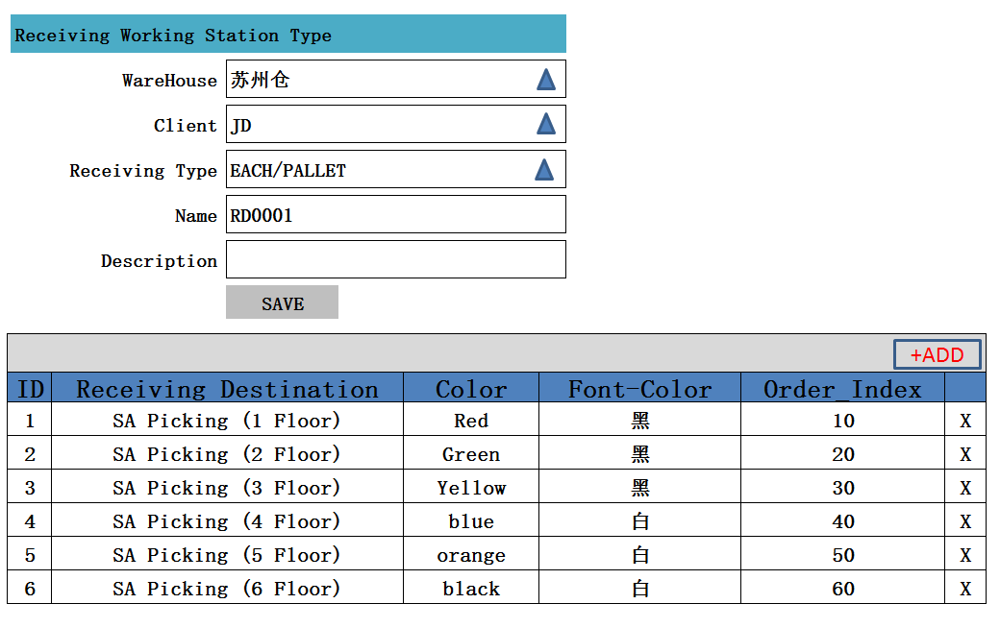 Receiving Working Station Type
WareHouse 苏州仓
Client JD
Receiving Type EACH/PALLET
Name RD0001
Description
SAVE
+ADD
ID Receiving Destination Color Font-Color Order_Index
1 SA Picking (1 Floor) Red 黑 10 X
2 SA Picking (2 Floor) Green 黑 20 X
3 SA Picking (3 Floor) Yellow 黑 30 X
4 SA Picking (4 Floor) blue 白 40 X
5 SA Picking (5 Floor) orange 白 50 X
6 SA Picking (6 Floor) black 白 60 X